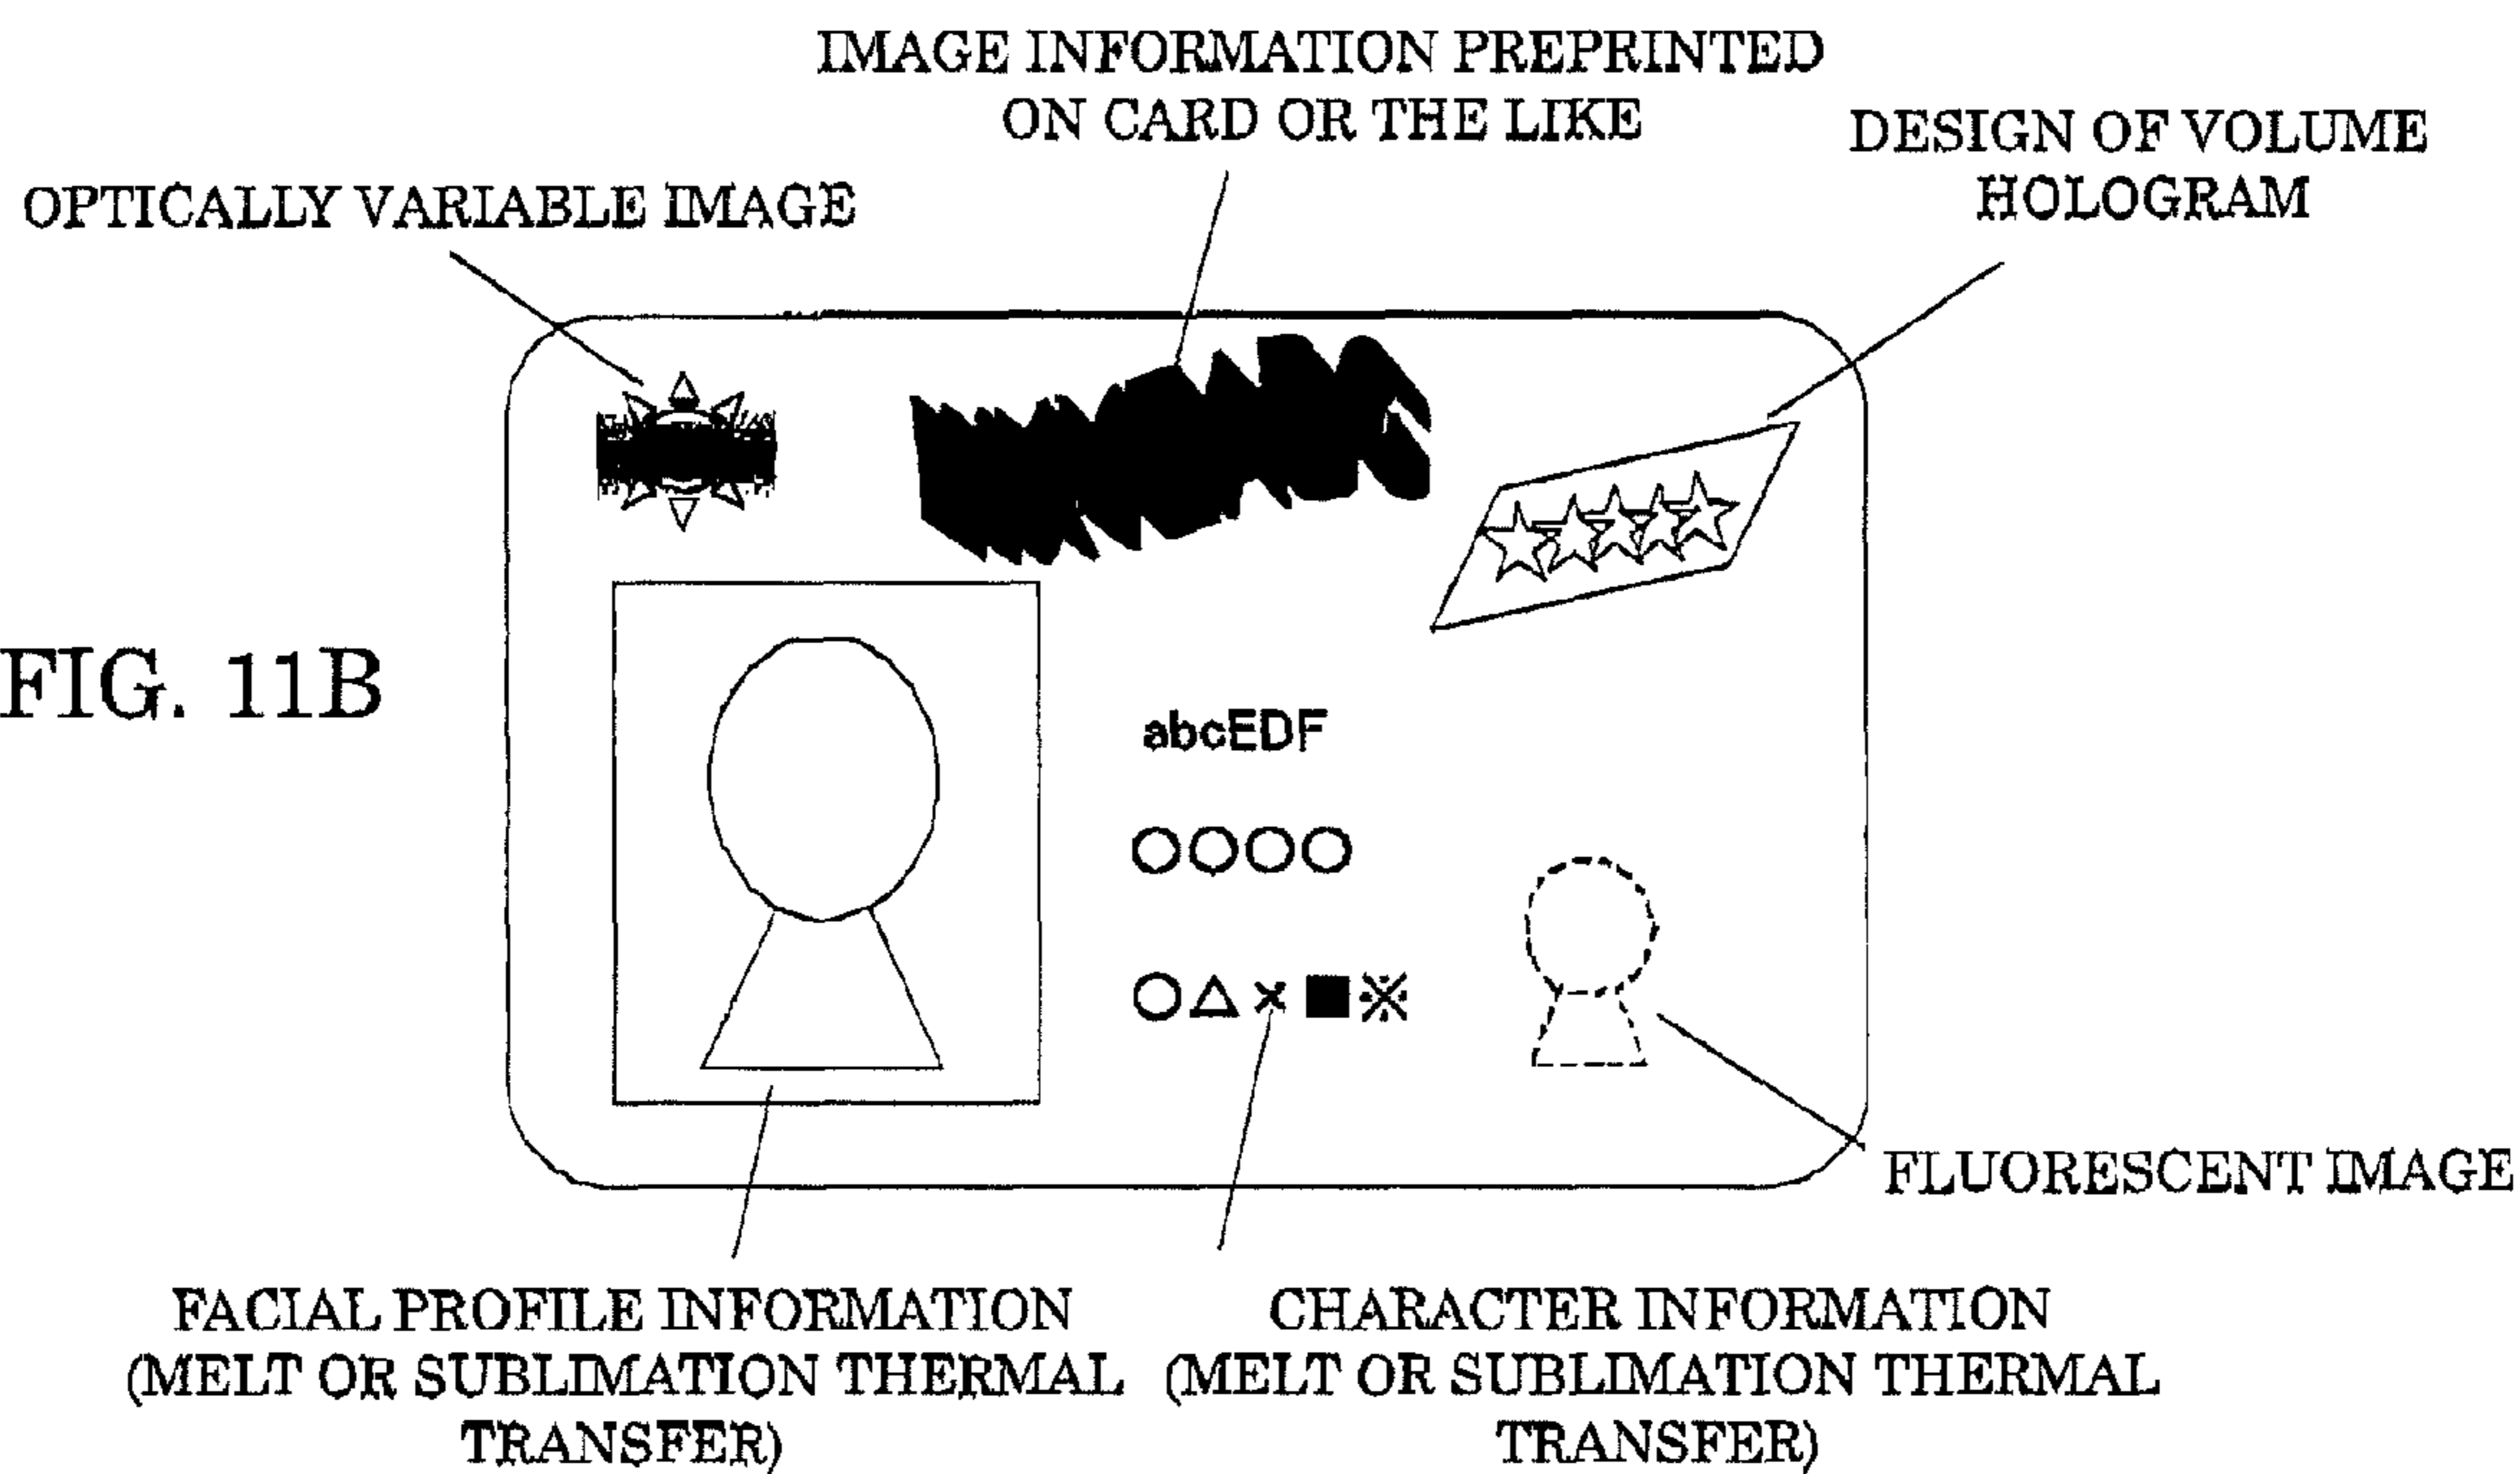 IMAGE INFORMATION PREPRINTED
ON CARD OR THE LIKE
DESIGN OF VOLUME
HOLOGRAM
OPTICALLY VARIABLE IMAGE
FIG. 11B
abcEDF
○○○○
○△×■※
FLUORESCENT IMAGE
FACIAL PROFILE INFORMATION
(MELT OR SUBLIMATION THERMAL
TRANSFER)
CHARACTER INFORMATION
(MELT OR SUBLIMATION THERMAL
TRANSFER)